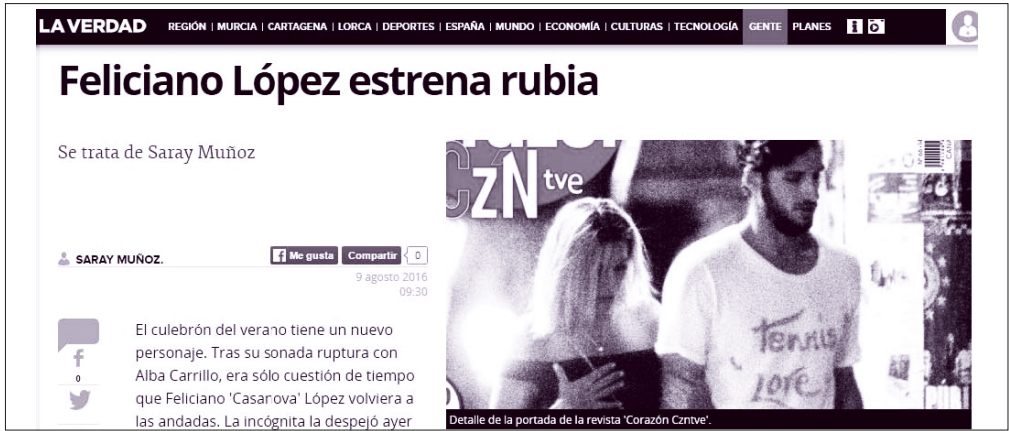 LA VERDAD
REGIÓN | MURCIA | CARTAGENA | LORCA | DEPORTES | ESPAÑA | MUNDO | ECONOMÍA | CULTURAS | TECNOLOGÍA GENTE PLANES
Feliciano López estrena rubia
Se trata de Saray Muñoz
SARAY MUÑOZ.
Me gusta Compartir 0
9 agosto 2016
09:30
0
El culebrón del verano tiene un nuevo
personaje. Tras su sonada ruptura con
Alba Carrillo, era sólo cuestión de tiempo
que Feliciano 'Casanova' López volviera a
las andadas. La incógnita la despejó ayer
CzN tve
Tennis
love
Detalle de la portada de la revista 'Corazón Czntve'.